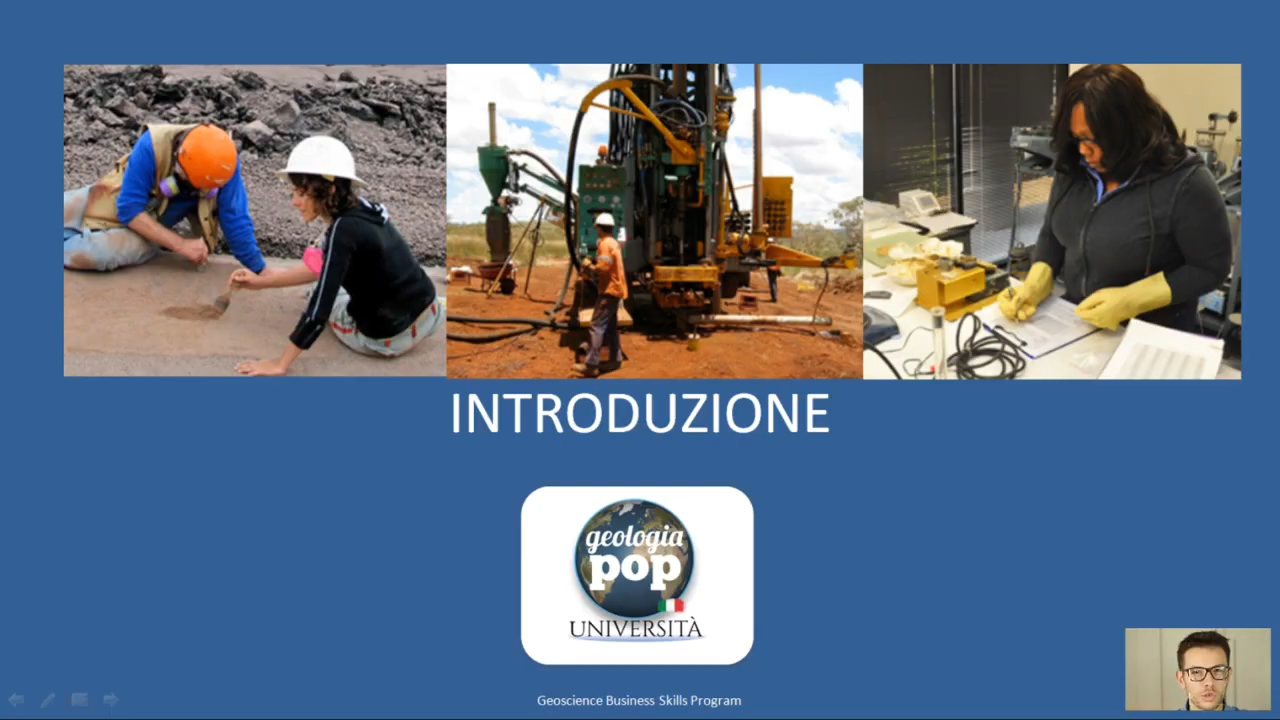 INTRODUZIONE
geologia
pop
UNIVERSITÀ
Geoscience Business Skills Program